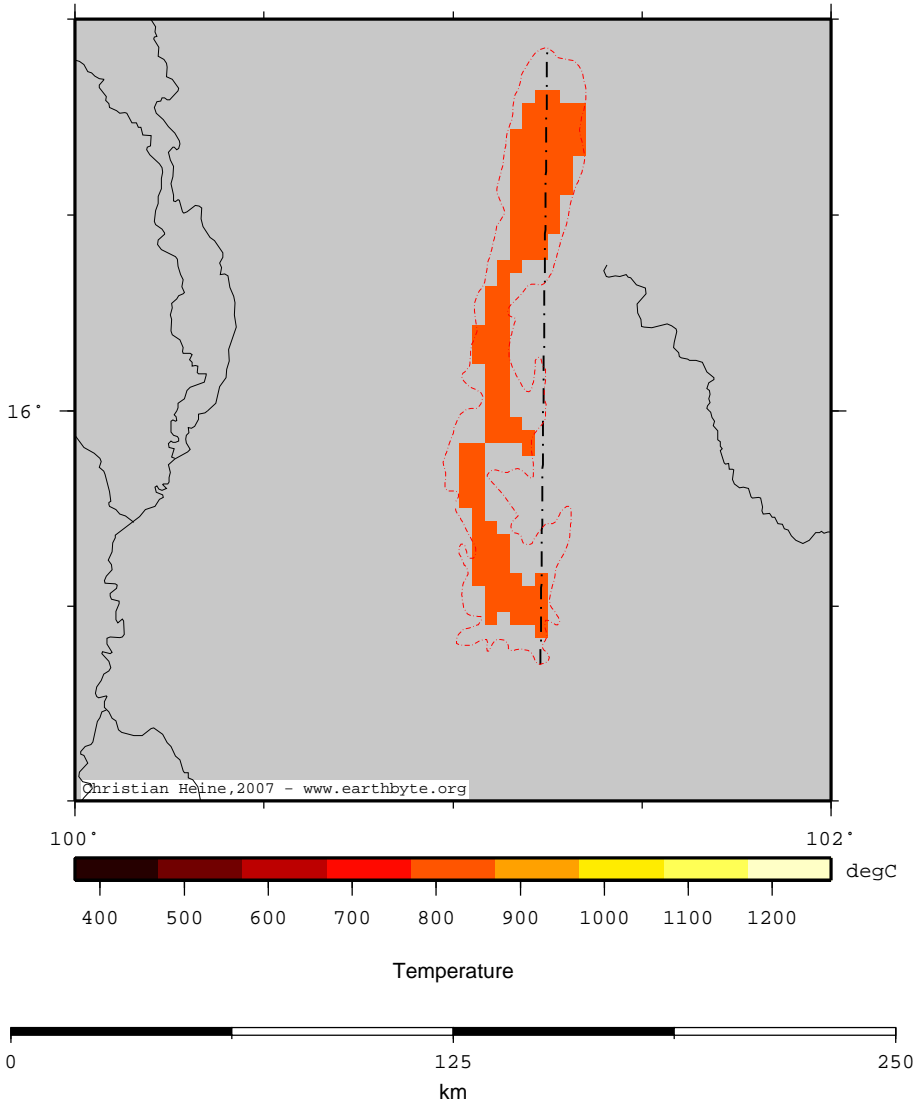 16°
Christian Heine,2007 - www.earthbyte.org
100° 102°
degC
400 500 600 700 800 900 1000 1100 1200
Temperature
0 125 250
km